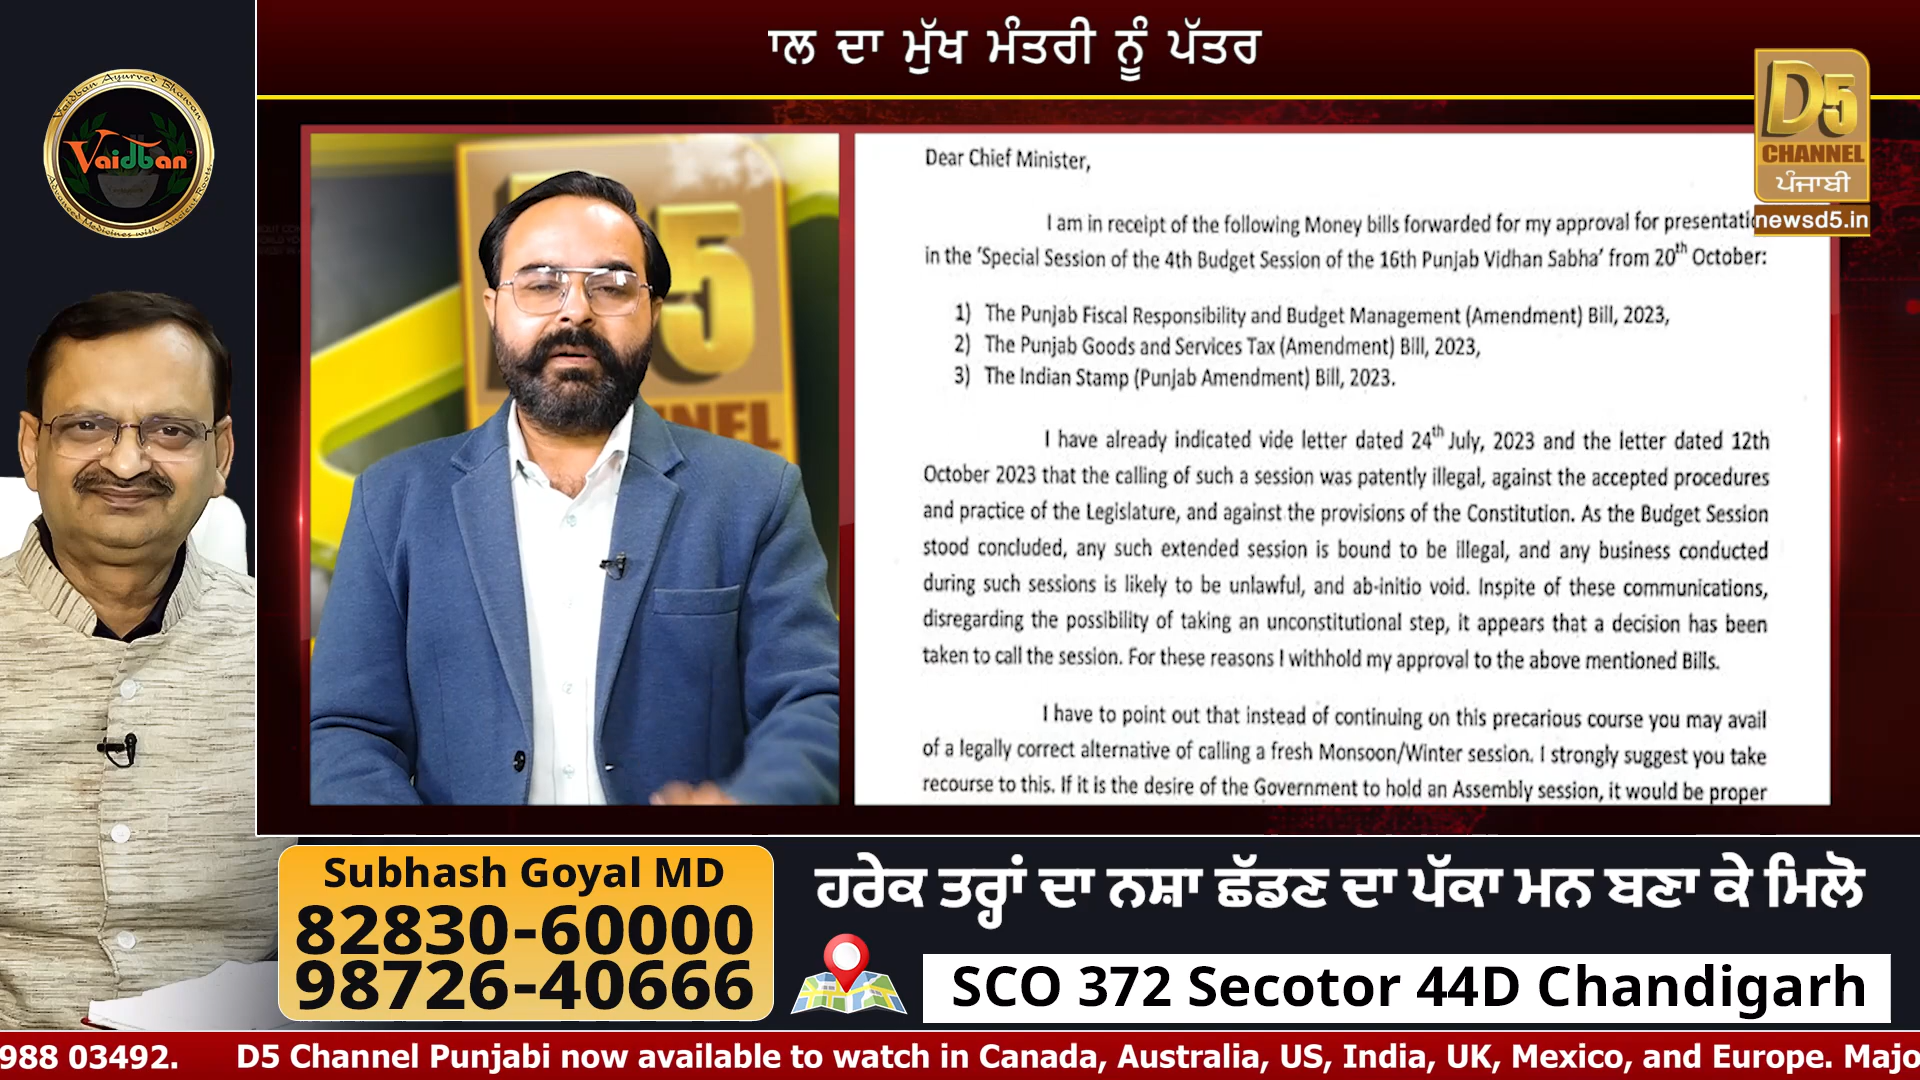 ਾਲ ਦਾ ਮੁੱਖ ਮੰਤਰੀ ਨੂੰ ਪੱਤਰ
Vaidban Ayurved Bhawan
Vaidban
Advanced Medicines with Ancient Roots
D5
CHANNEL
ਪੰਜਾਬੀ
newsd5.in
Dear Chief Minister,
I am in receipt of the following Money bills forwarded for my approval for presentatio
in the 'Special Session of the 4th Budget Session of the 16th Punjab Vidhan Sabha' from 20th October:
1) The Punjab Fiscal Responsibility and Budget Management (Amendment) Bill, 2023,
2) The Punjab Goods and Services Tax (Amendment) Bill, 2023,
3) The Indian Stamp (Punjab Amendment) Bill, 2023.
I have already indicated vide letter dated 24th July, 2023 and the letter dated 12th
October 2023 that the calling of such a session was patently illegal, against the accepted procedures
and practice of the Legislature, and against the provisions of the Constitution. As the Budget Session
stood concluded, any such extended session is bound to be illegal, and any business conducted
during such sessions is likely to be unlawful, and ab-initio void. Inspite of these communications,
disregarding the possibility of taking an unconstitutional step, it appears that a decision has been
taken to call the session. For these reasons I withhold my approval to the above mentioned Bills.
I have to point out that instead of continuing on this precarious course you may avail
of a legally correct alternative of calling a fresh Monsoon/Winter session. I strongly suggest you take
recourse to this. If it is the desire of the Government to hold an Assembly session, it would be proper
Subhash Goyal MD
82830-60000
98726-40666
ਹਰੇਕ ਤਰ੍ਹਾਂ ਦਾ ਨਸ਼ਾ ਛੱਡਣ ਦਾ ਪੱਕਾ ਮਨ ਬਣਾ ਕੇ ਮਿਲੋ
SCO 372 Secotor 44D Chandigarh
988 03492. D5 Channel Punjabi now available to watch in Canada, Australia, US, India, UK, Mexico, and Europe. Majo